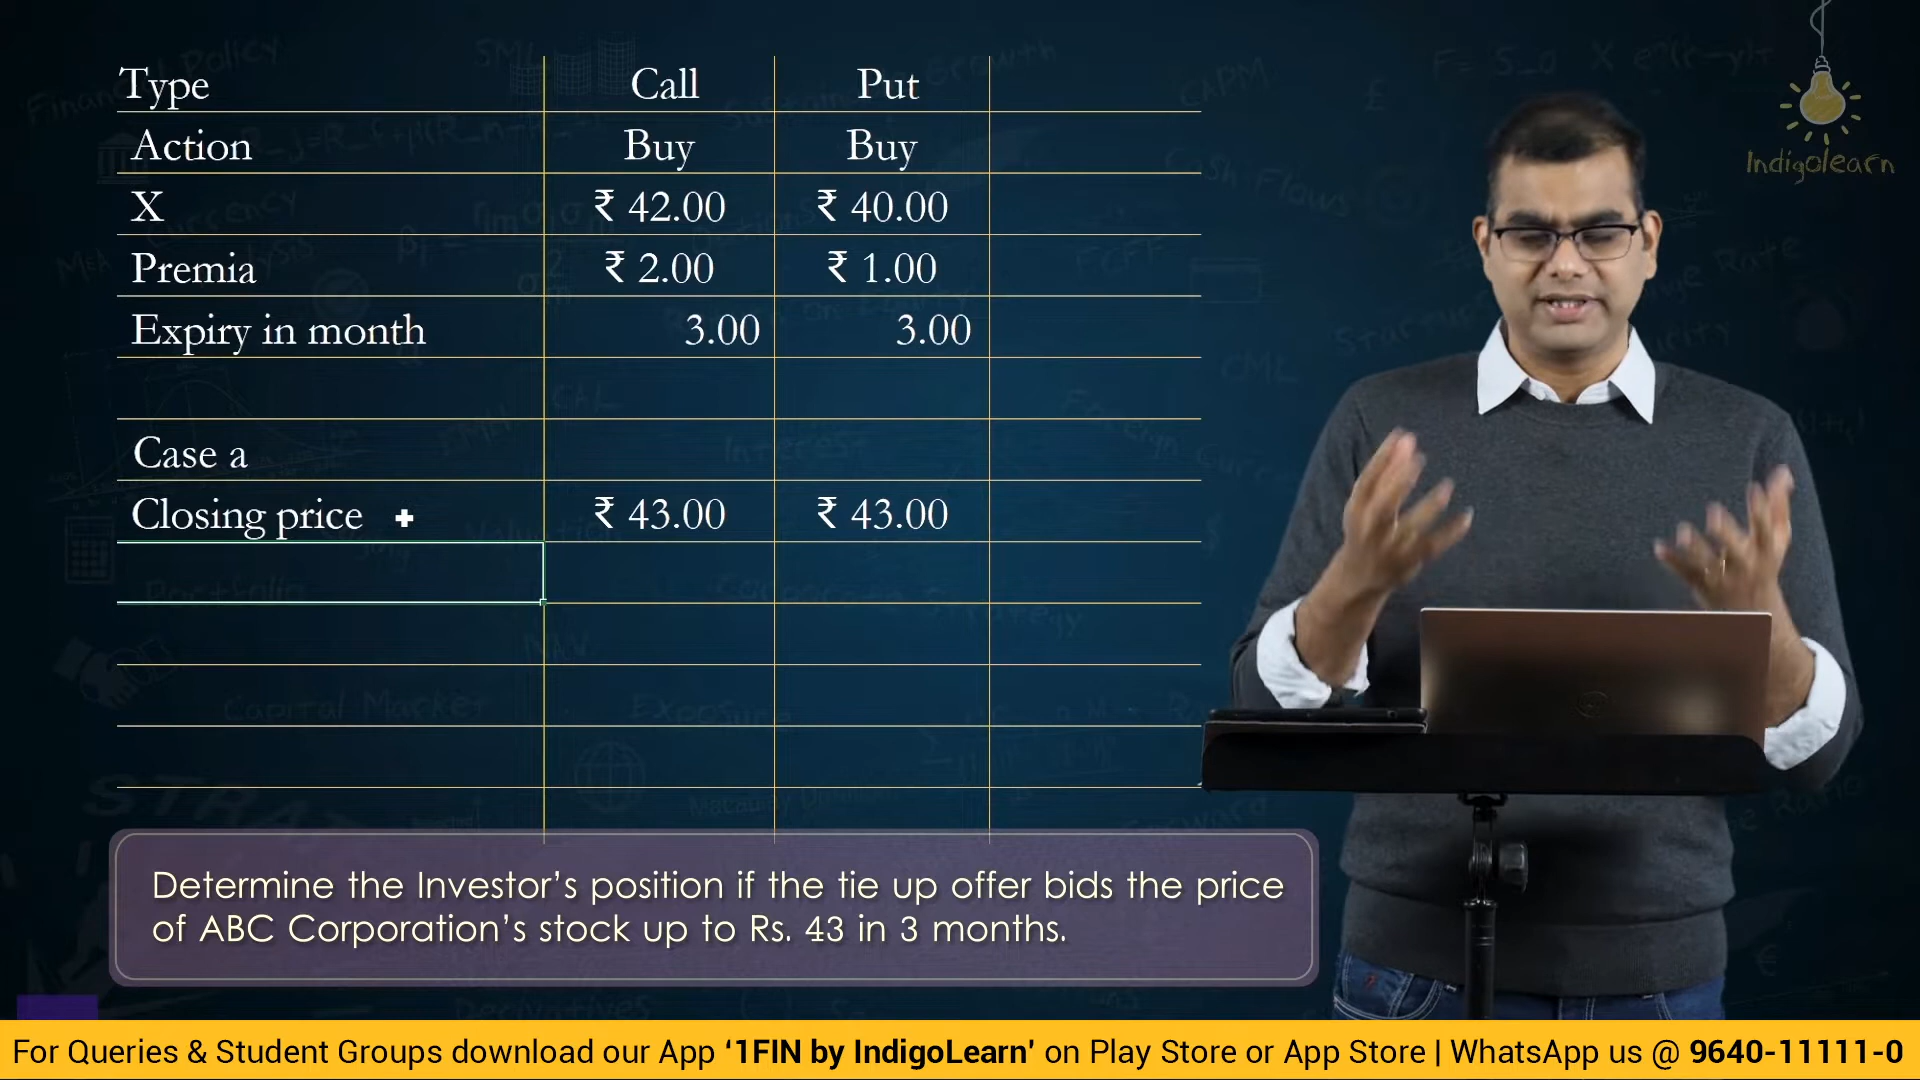 Type Call Put
Action Buy Buy
X ₹ 42.00 ₹ 40.00
Premia ₹ 2.00 ₹ 1.00
Expiry in month 3.00 3.00
Case a
Closing price ₹ 43.00 ₹ 43.00
Determine the Investor's position if the tie up offer bids the price
of ABC Corporation's stock up to Rs. 43 in 3 months.
Indigolearn
For Queries & Student Groups download our App ‘1FIN by IndigoLearn' on Play Store or App Store | WhatsApp us @ 9640-11111-0